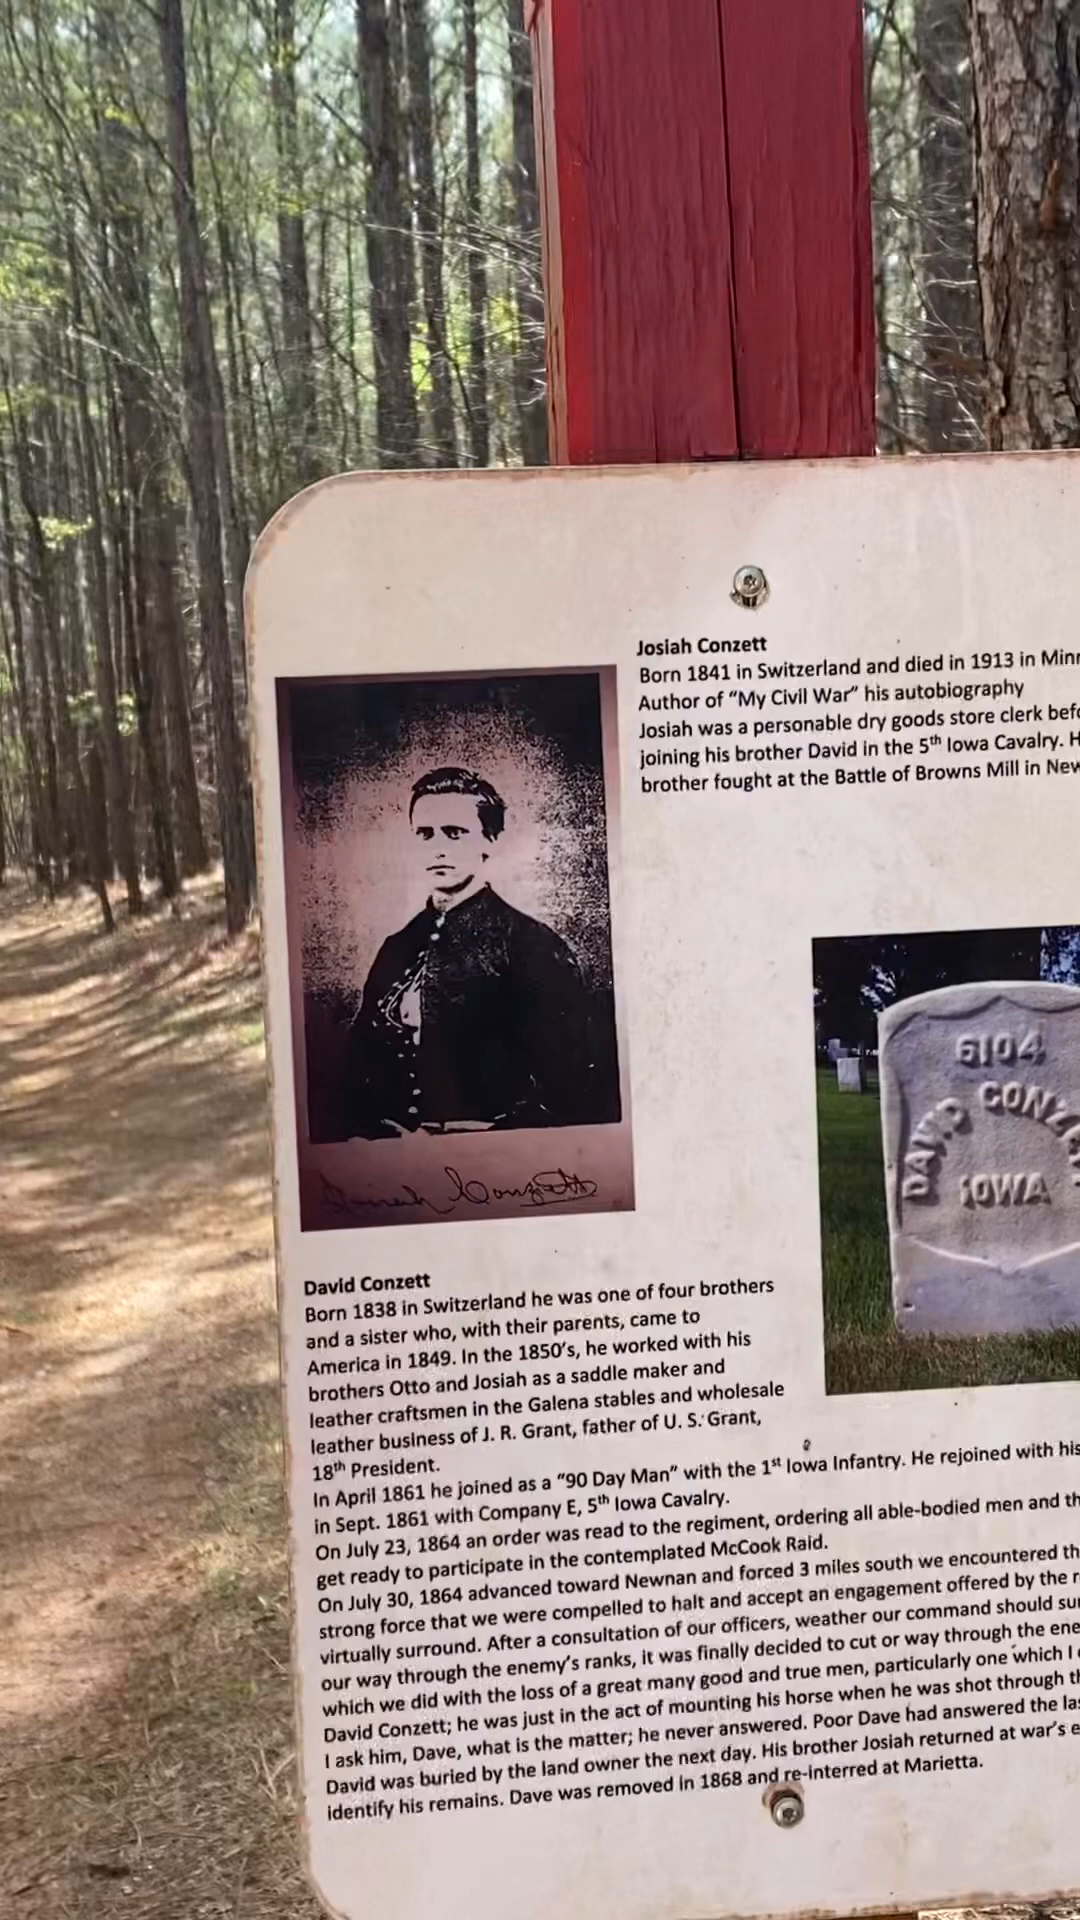 Josiah Conzett
Born 1841 in Switzerland and died in 1913 in Minn
Author of “My Civil War” his autobiography
Josiah was a personable dry goods store clerk befo
joining his brother David in the 5th Iowa Cavalry. H
brother fought at the Battle of Browns Mill in New
6104
DAVID CONZE
IOWA
Josiah Conzett
David Conzett
Born 1838 in Switzerland he was one of four brothers
and a sister who, with their parents, came to
America in 1849. In the 1850’s, he worked with his
brothers Otto and Josiah as a saddle maker and
leather craftsmen in the Galena stables and wholesale
leather business of J. R. Grant, father of U. S. Grant,
18th President.
In April 1861 he joined as a “90 Day Man” with the 1st Iowa Infantry. He rejoined with his
in Sept. 1861 with Company E, 5th Iowa Cavalry.
On July 23, 1864 an order was read to the regiment, ordering all able-bodied men and th
get ready to participate in the contemplated McCook Raid.
On July 30, 1864 advanced toward Newnan and forced 3 miles south we encountered th
strong force that we were compelled to halt and accept an engagement offered by the r
virtually surround. After a consultation of our officers, weather our command should sur
our way through the enemy’s ranks, it was finally decided to cut or way through the ene
which we did with the loss of a great many good and true men, particularly one which I
David Conzett; he was just in the act of mounting his horse when he was shot through th
I ask him, Dave, what is the matter; he never answered. Poor Dave had answered the las
David was buried by the land owner the next day. His brother Josiah returned at war’s e
identify his remains. Dave was removed in 1868 and re-interred at Marietta.